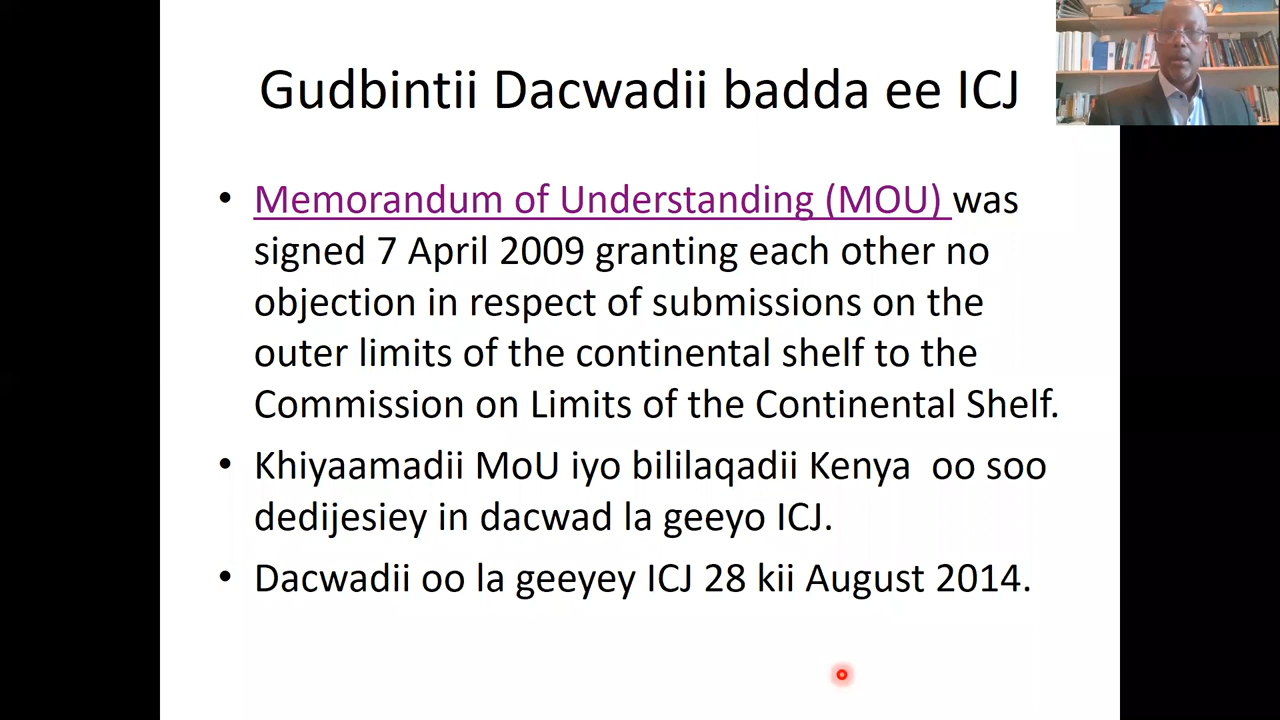 Gudbintii Dacwadii badda ee ICJ
• Memorandum of Understanding (MOU) was
signed 7 April 2009 granting each other no
objection in respect of submissions on the
outer limits of the continental shelf to the
Commission on Limits of the Continental Shelf.
• Khiyaamadii MoU iyo bililaqadii Kenya oo soo
dedijesiey in dacwad la geeyo ICJ.
• Dacwadii oo la geeyey ICJ 28 kii August 2014.